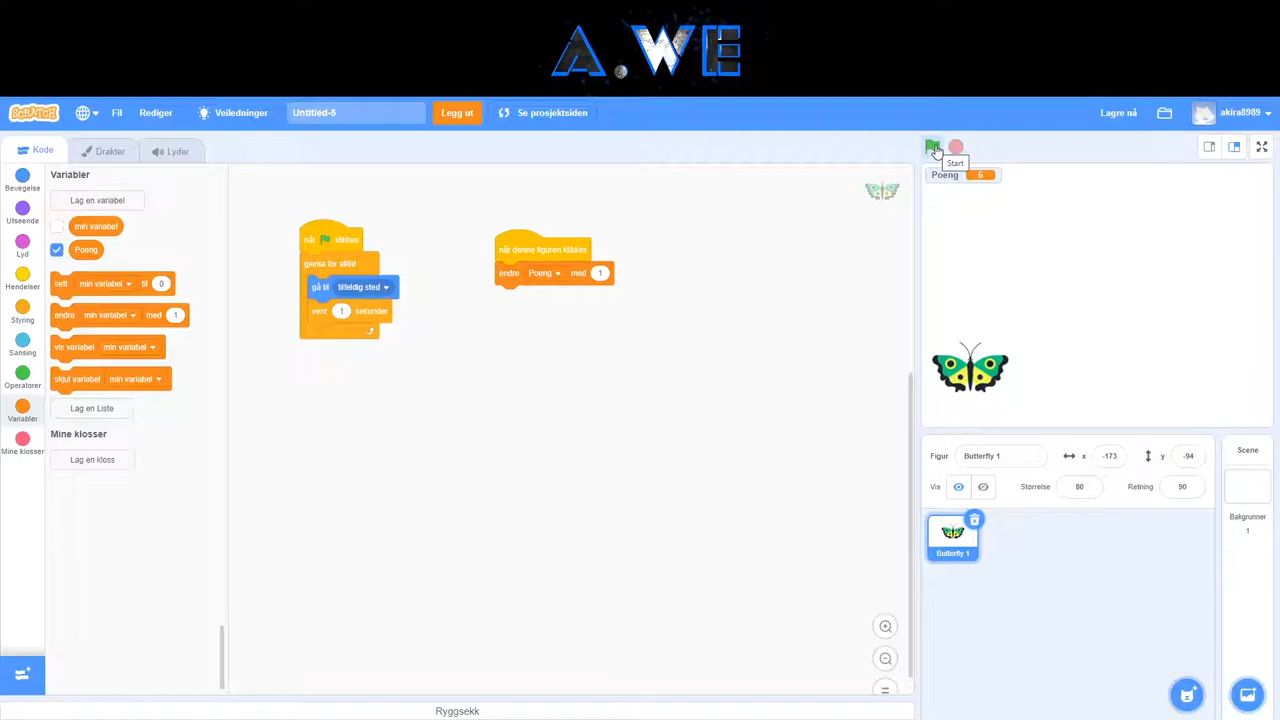 A.WE
SCRATCH
Fil
Rediger
Veiledninger
Untitled-5
Legg ut
Se prosjektsiden
Lagre nå
akira8989
Kode
Drakter
Lyder
Start
Bevegelse
Utseende
Lyd
Hendelser
Styring
Sansing
Operatorer
Variabler
Mine klosser
Variabler
Lag en variabel
min variabel
Poeng
sett min variabel til 0
endre min variabel med 1
vis variabel min variabel
skjul variabel min variabel
Lag en Liste
Mine klosser
Lag en kloss
når klikkes
gjenta for alltid
gå til tilfeldig sted
vent 1 sekunder
når denne figuren klikkes
endre Poeng med 1
Poeng 6
Figur Butterfly 1 x -173 y -94
Vis Størrelse 80 Retning 90
Butterfly 1
Scene
Bakgrunner
1
Ryggsekk